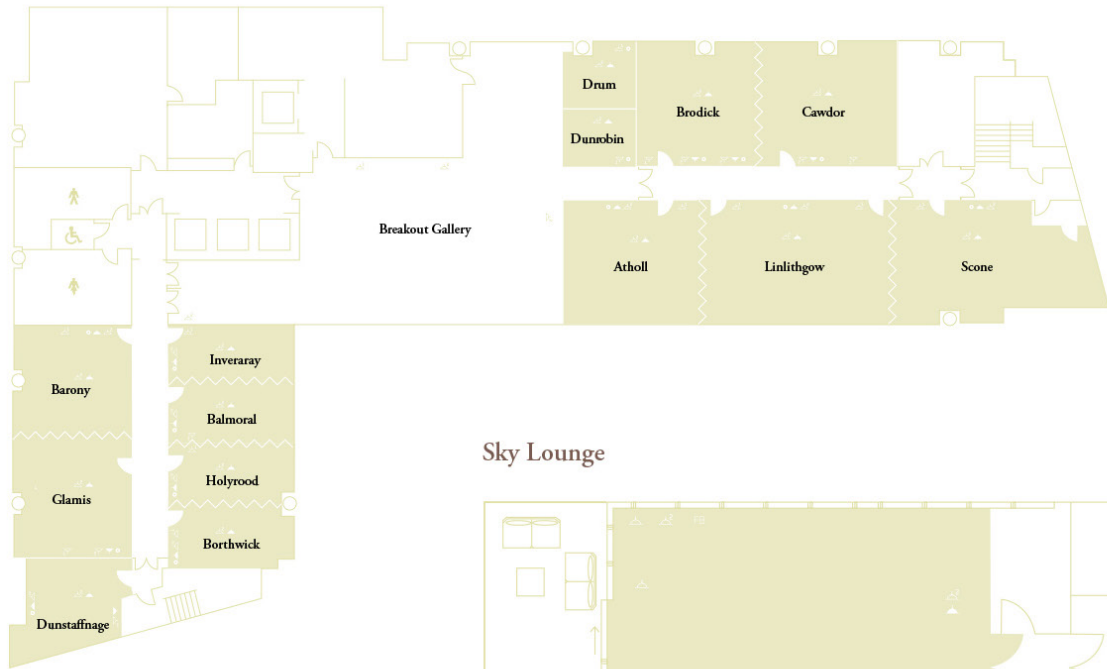 Drum
Brodick
Cawdor
Dunrobin
Breakout Gallery
Atholl
Linlithgow
Scone
Inveraray
Barony
Balmoral
Holyrood
Glamis
Borthwick
Dunstaffnage
Sky Lounge